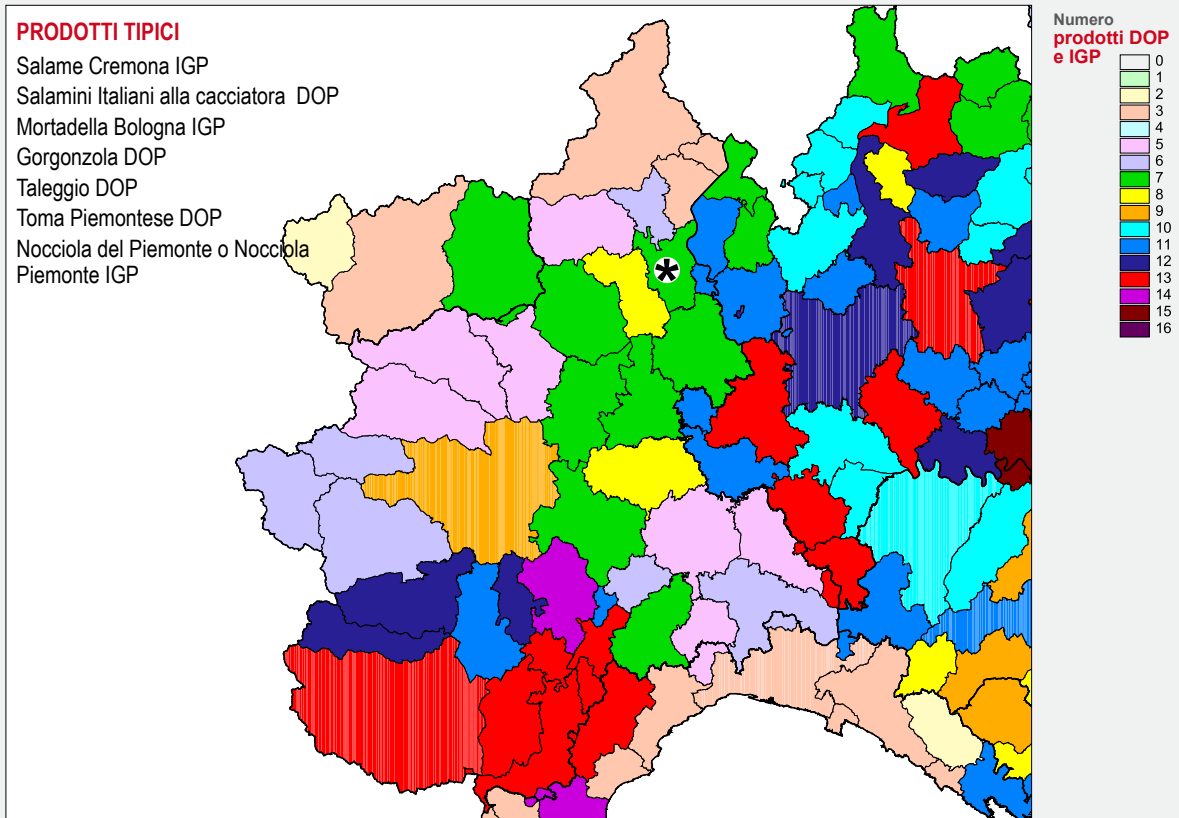 PRODOTTI TIPICI
Salame Cremona IGP
Salamini Italiani alla cacciatora DOP
Mortadella Bologna IGP
Gorgonzola DOP
Taleggio DOP
Toma Piemontese DOP
Nocciola del Piemonte o Nocciola
Piemonte IGP
*
Numero
prodotti DOP
e IGP
0
1
2
3
4
5
6
7
8
9
10
11
12
13
14
15
16